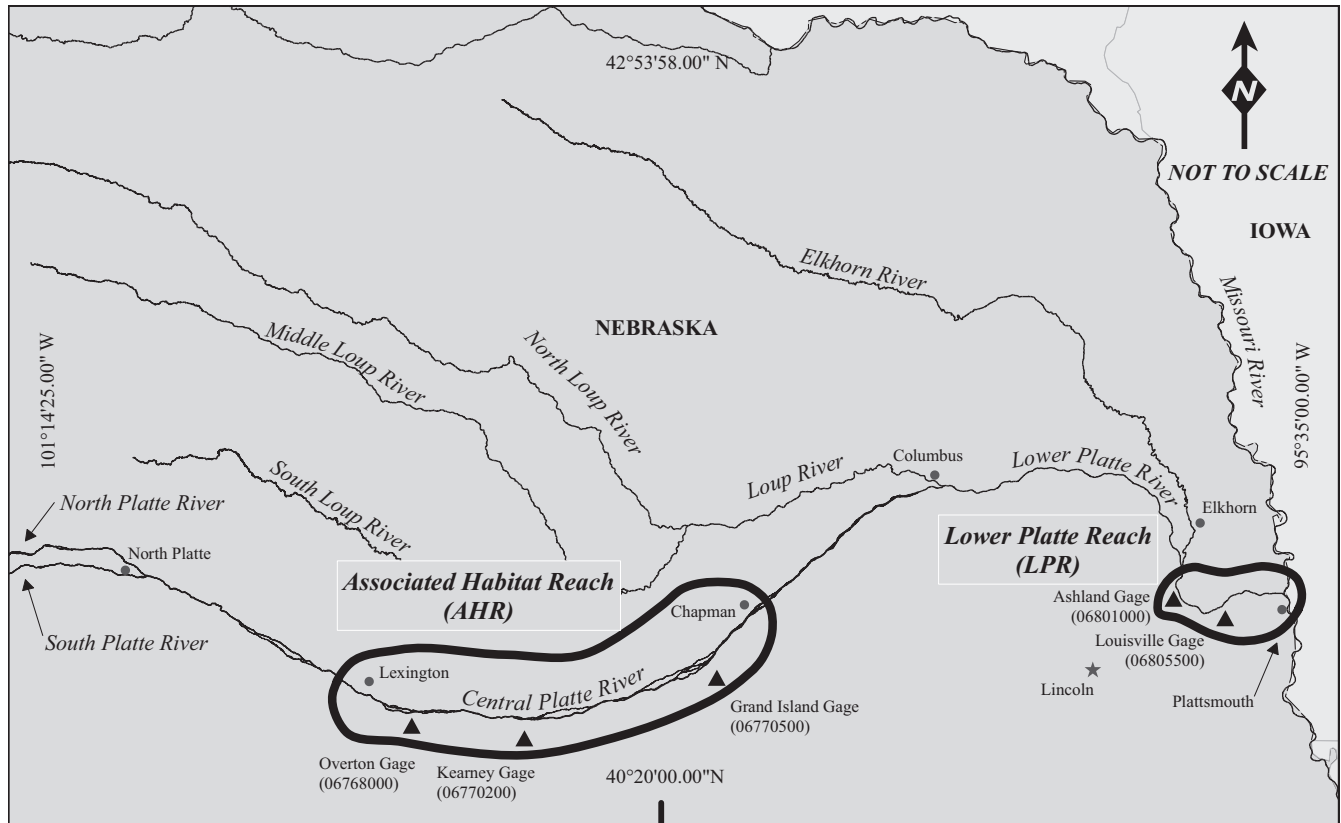 42°53'58.00" N
N
NOT TO SCALE
IOWA
Elkhorn River
Missouri River
NEBRASKA
Middle Loup River
North Loup River
101°14'25.00" W
95°35'00.00" W
South Loup River
Loup River
Columbus
Lower Platte River
North Platte River
North Platte
Elkhorn
Lower Platte Reach
(LPR)
Associated Habitat Reach
(AHR)
Ashland Gage
(06801000)
Chapman
South Platte River
Louisville Gage
(06805500)
Lexington
Central Platte River
Lincoln
Plattsmouth
Grand Island Gage
(06770500)
Overton Gage
(06768000)
Kearney Gage
(06770200)
40°20'00.00"N